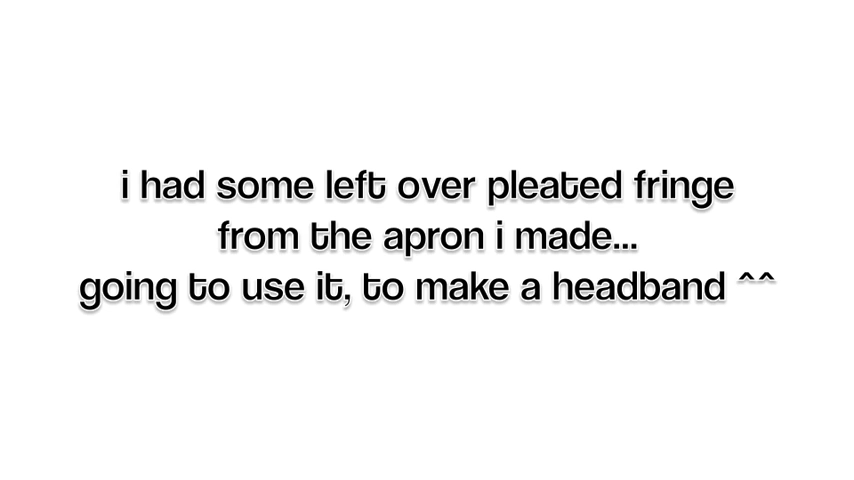 i had some left over pleated fringe
from the apron i made...
going to use it, to make a headband ^^